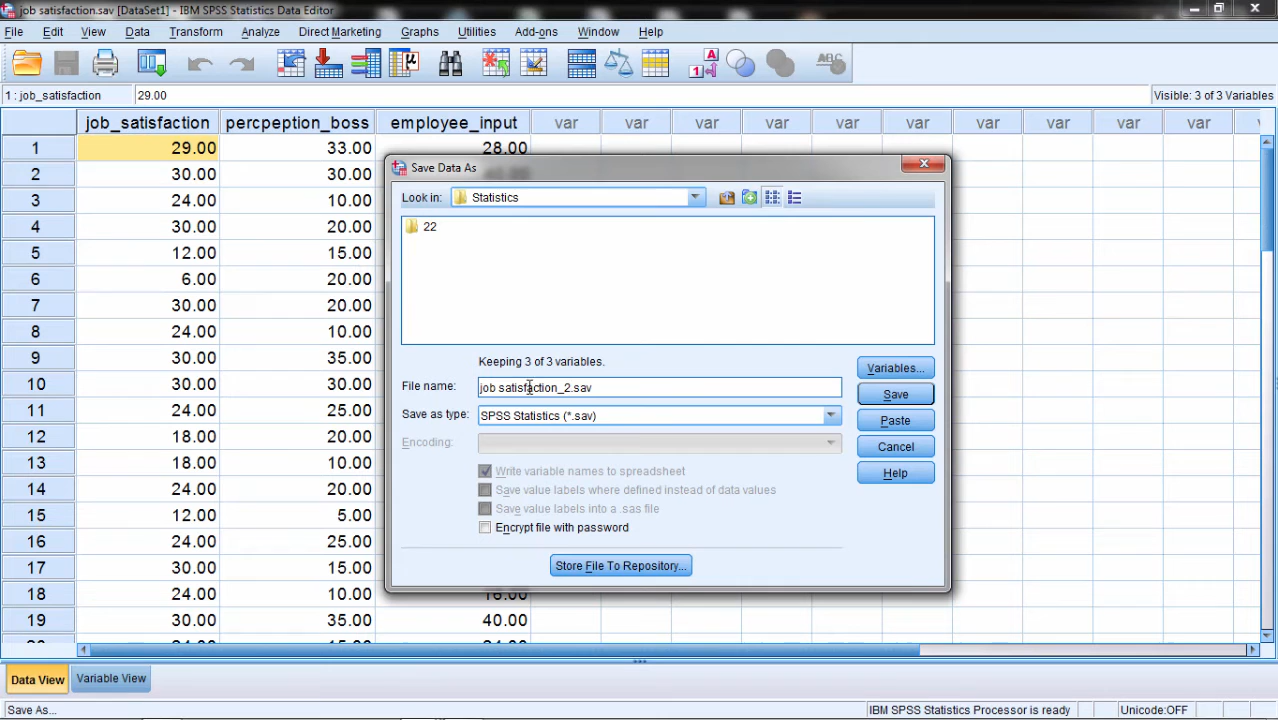 job satisfaction.sav [DataSet1] - IBM SPSS Statistics Data Editor
File Edit View Data Transform Analyze Direct Marketing Graphs Utilities Add-ons Window Help
1 : job_satisfaction 29.00 Visible: 3 of 3 Variables
job_satisfaction percpeption_boss employee_input var var var var var var var var var var
1 29.00 33.00 28.00
2 30.00 30.00
3 24.00 10.00
4 30.00 20.00
5 12.00 15.00
6 6.00 20.00
7 30.00 20.00
8 24.00 10.00
9 30.00 35.00
10 30.00 30.00
11 24.00 25.00
12 18.00 20.00
13 18.00 10.00
14 24.00 20.00
15 12.00 5.00
16 24.00 25.00
17 30.00 15.00
18 24.00 10.00 16.00
19 30.00 35.00 40.00
Save Data As
Look in: Statistics
22
Keeping 3 of 3 variables.
Variables...
File name: job satisfaction_2.sav
Save
Save as type: SPSS Statistics (*.sav)
Paste
Encoding:
Cancel
Write variable names to spreadsheet
Help
Save value labels where defined instead of data values
Save value labels into a .sas file
Encrypt file with password
Store File To Repository...
Data View Variable View
Save As... IBM SPSS Statistics Processor is ready Unicode:OFF